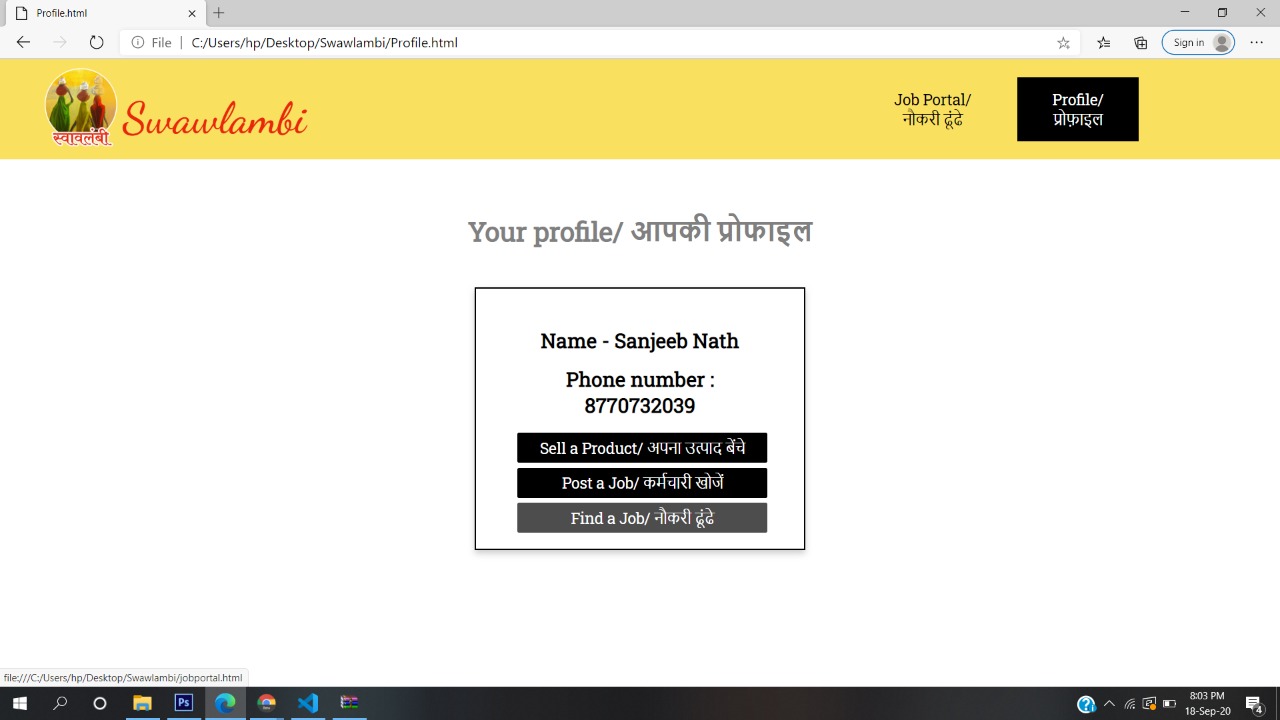 Profile.html
File | C:/Users/hp/Desktop/Swawlambi/Profile.html
Sign in
स्वावलंबी
Swawlambi
Job Portal/
नौकरी ढूंढे
Profile/
प्रोफ़ाइल
Your profile/ आपकी प्रोफाइल
Name - Sanjeeb Nath
Phone number :
8770732039
Sell a Product/ अपना उत्पाद बेंचे
Post a Job/ कर्मचारी खोजें
Find a Job/ नौकरी ढूंढे
file:///C:/Users/hp/Desktop/Swawlambi/jobportal.html
Ps
8:03 PM
18-Sep-20
4